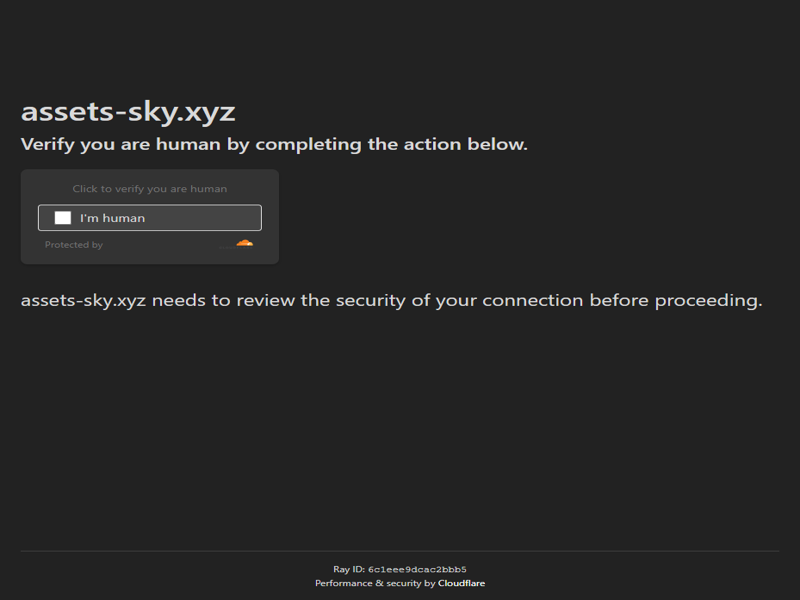 assets-sky.xyz
Verify you are human by completing the action below.
Click to verify you are human
I'm human
Protected by
assets-sky.xyz needs to review the security of your connection before proceeding.
Ray ID: 6c1eee9dcac2bbb5
Performance & security by Cloudflare